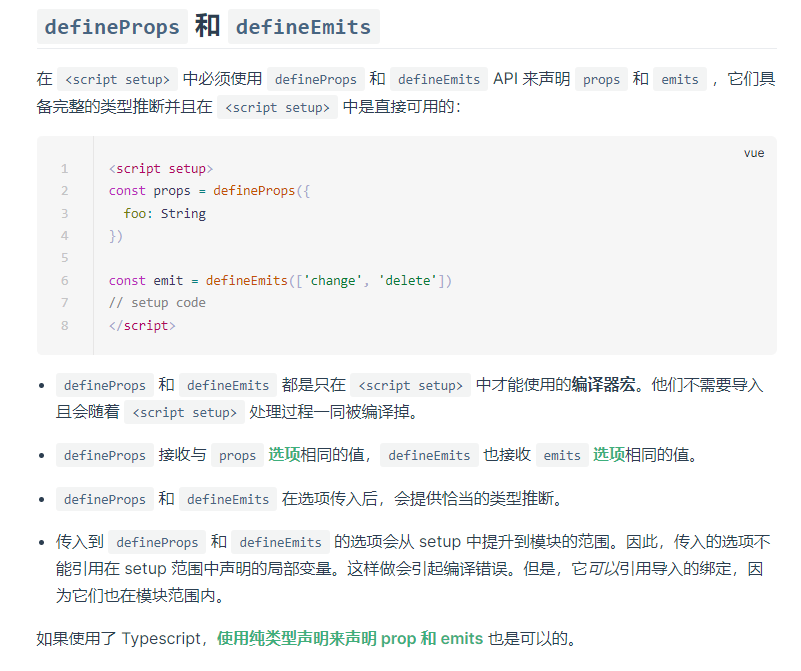 defineProps 和 defineEmits
在 <script setup> 中必须使用 defineProps 和 defineEmits API 来声明 props 和 emits ，它们具
备完整的类型推断并且在 <script setup> 中是直接可用的：
vue
1 <script setup>
2 const props = defineProps({
3   foo: String
4 })
5
6 const emit = defineEmits(['change', 'delete'])
7 // setup code
8 </script>
• defineProps 和 defineEmits 都是只在 <script setup> 中才能使用的编译器宏。他们不需要导入
且会随着 <script setup> 处理过程一同被编译掉。
• defineProps 接收与 props 选项相同的值，defineEmits 也接收 emits 选项相同的值。
• defineProps 和 defineEmits 在选项传入后，会提供恰当的类型推断。
• 传入到 defineProps 和 defineEmits 的选项会从 setup 中提升到模块的范围。因此，传入的选项不
能引用在 setup 范围中声明的局部变量。这样做会引起编译错误。但是，它可以引用导入的绑定，因
为它们也在模块范围内。
如果使用了 Typescript，使用纯类型声明来声明 prop 和 emits 也是可以的。